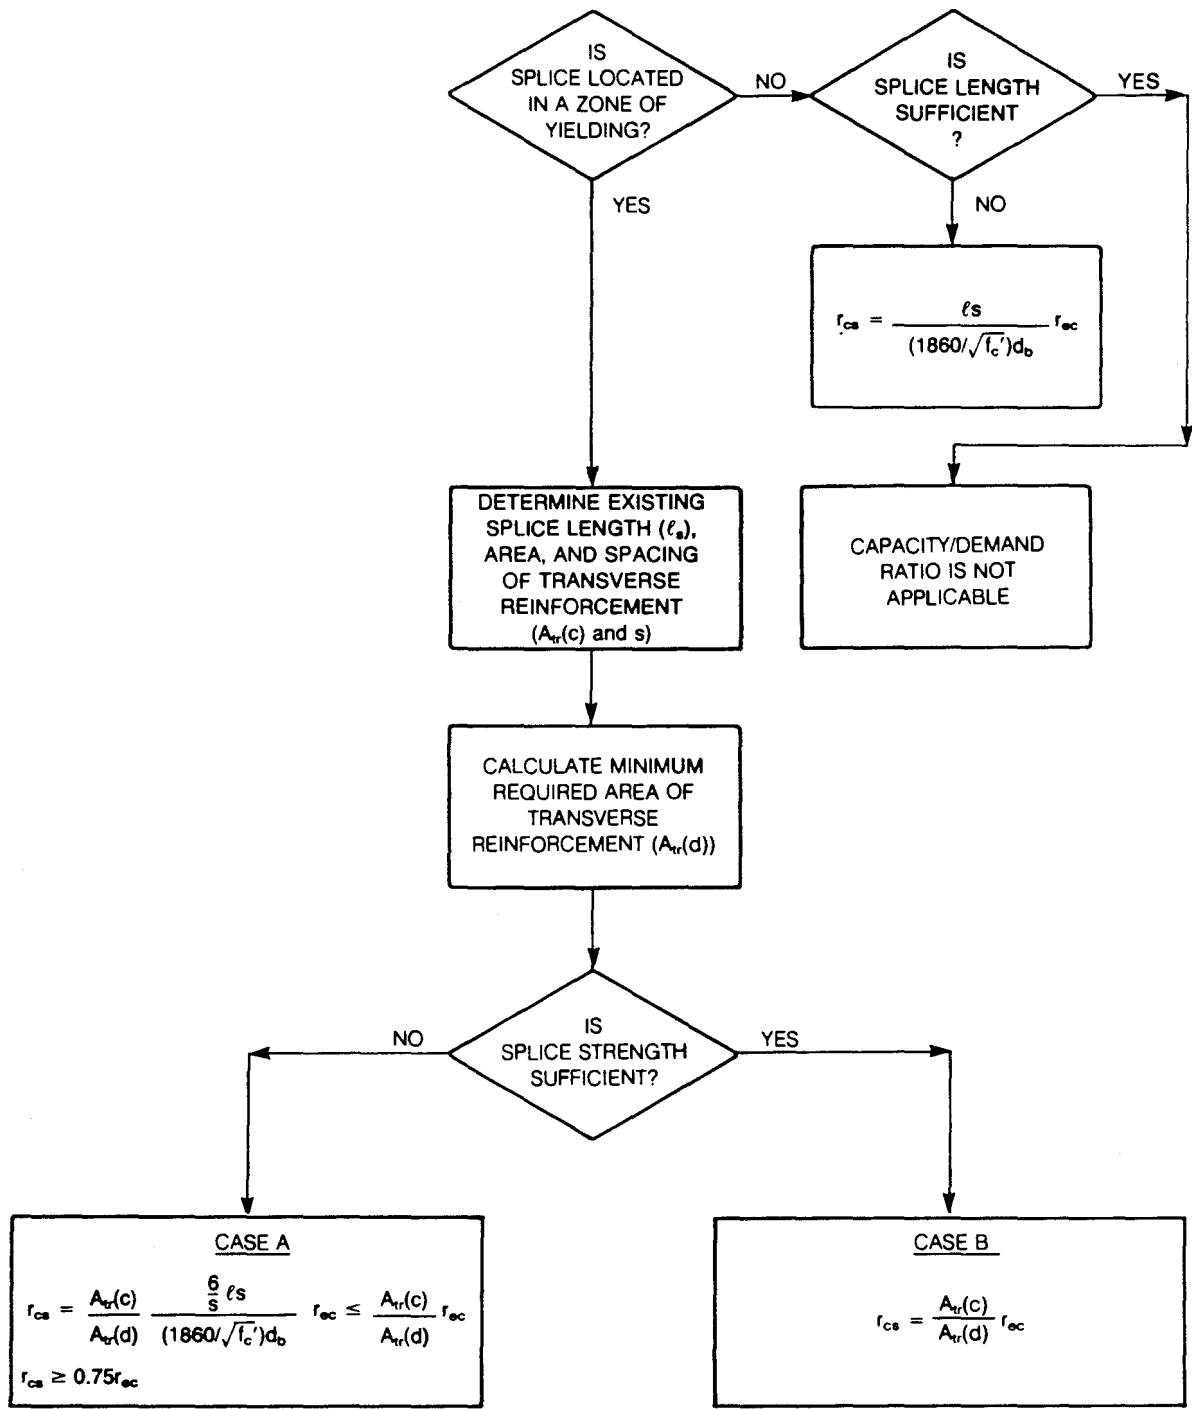 IS
SPLICE LOCATED
IN A ZONE OF
YIELDING?
NO
IS
SPLICE LENGTH
SUFFICIENT
?
YES
YES
NO
r_cs = ℓs / (1860/√f_c′)d_b r_ec
DETERMINE EXISTING
SPLICE LENGTH (ℓ_s),
AREA, AND SPACING
OF TRANSVERSE
REINFORCEMENT
(A_tr(c) and s)
CAPACITY/DEMAND
RATIO IS NOT
APPLICABLE
CALCULATE MINIMUM
REQUIRED AREA OF
TRANSVERSE
REINFORCEMENT (A_tr(d))
IS
SPLICE STRENGTH
SUFFICIENT?
NO
YES
CASE A
r_cs = A_tr(c)/A_tr(d) (6/s ℓs)/((1860/√f_c′)d_b) r_ec ≤ A_tr(c)/A_tr(d) r_ec
r_cs ≥ 0.75r_ec
CASE B
r_cs = A_tr(c)/A_tr(d) r_ec